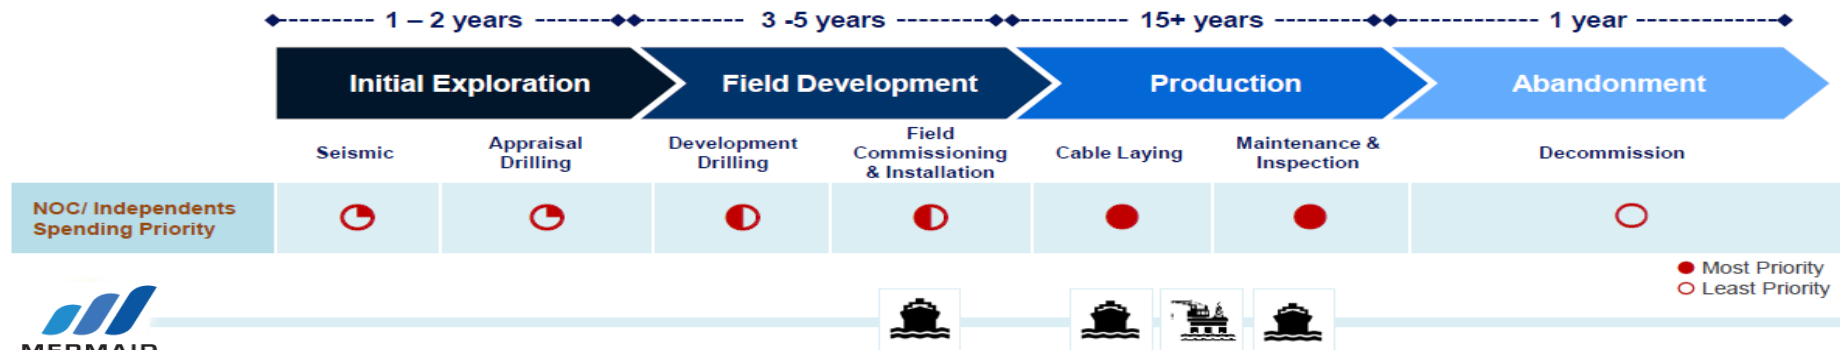 1 – 2 years
3 -5 years
15+ years
1 year
Initial Exploration
Field Development
Production
Abandonment
Seismic
Appraisal
Drilling
Development
Drilling
Field
Commissioning
& Installation
Cable Laying
Maintenance &
Inspection
Decommission
NOC/ Independents
Spending Priority
Most Priority
Least Priority
MERMAID